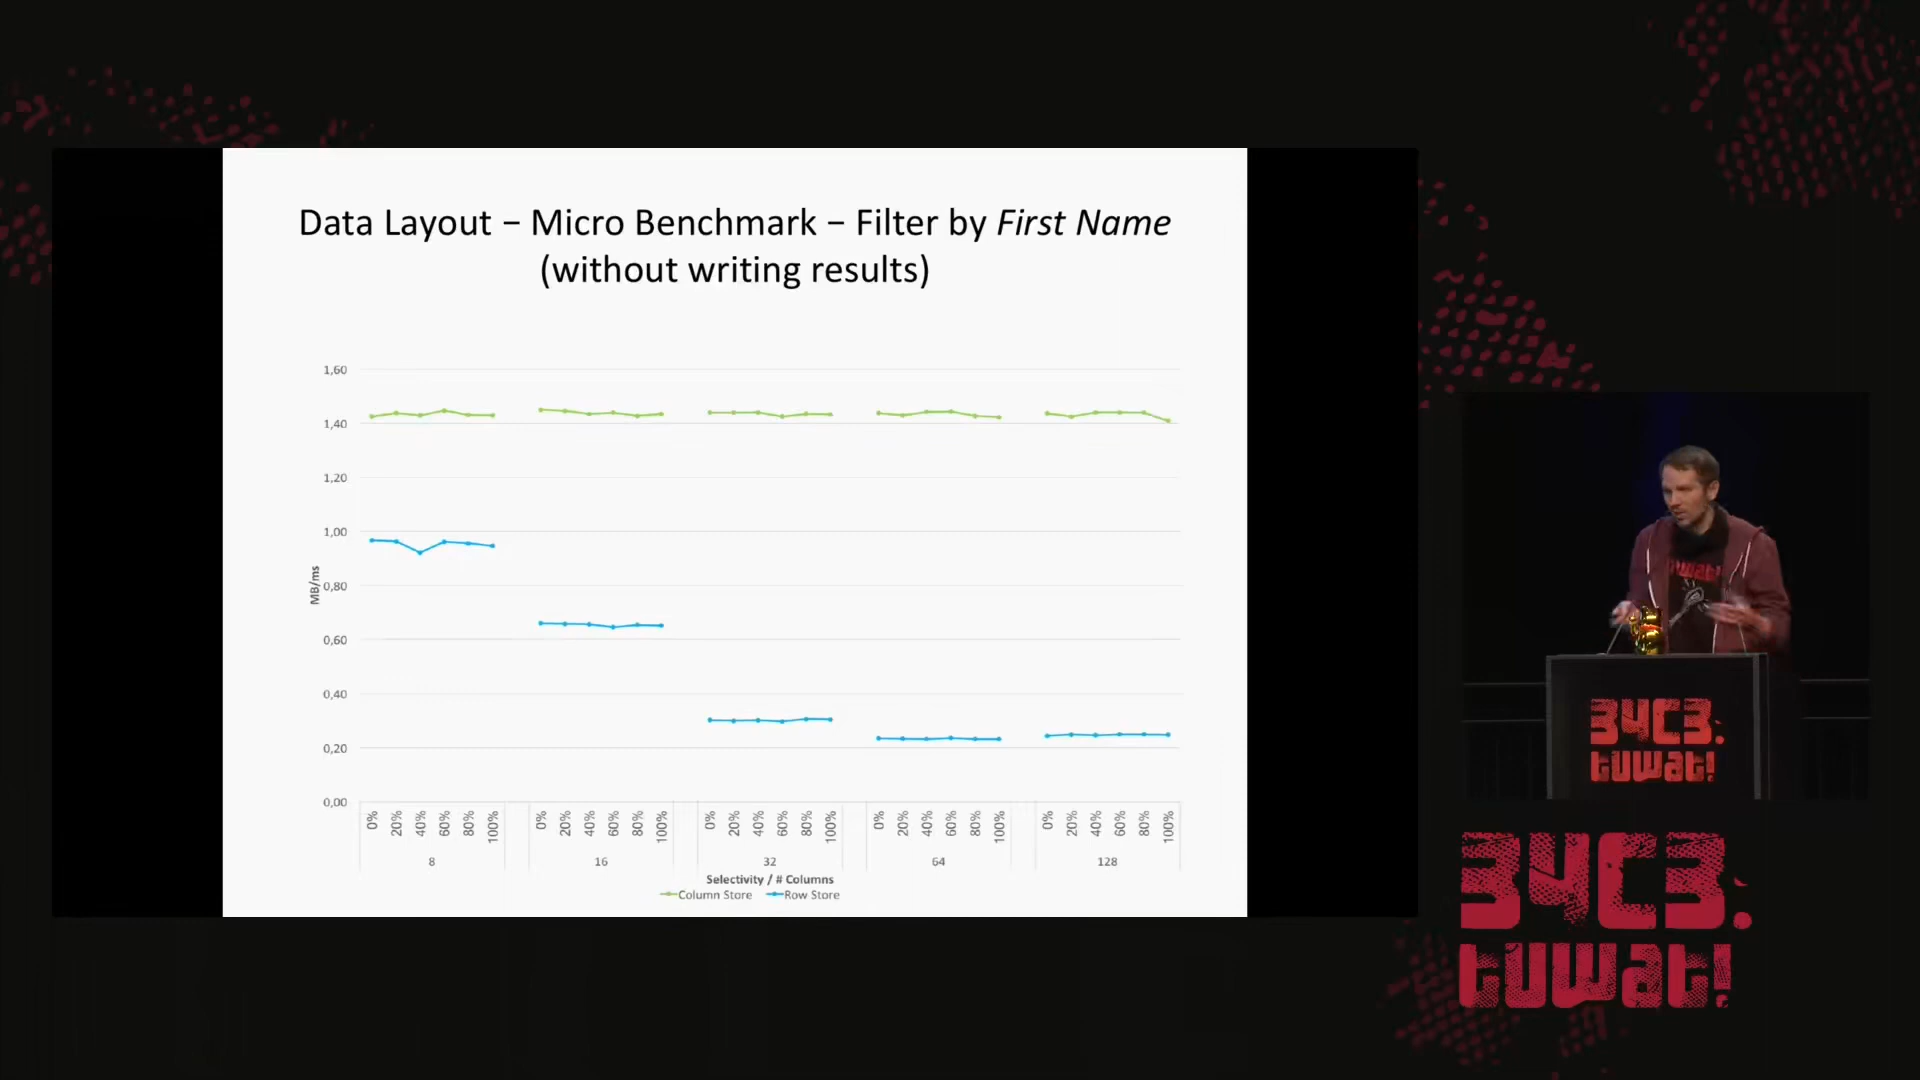 Data Layout – Micro Benchmark – Filter by First Name
(without writing results)
1,60
1,40
1,20
1,00
0,80
0,60
0,40
0,20
0,00
MB/ms
0% 20% 40% 60% 80% 100% 0% 20% 40% 60% 80% 100% 0% 20% 40% 60% 80% 100% 0% 20% 40% 60% 80% 100% 0% 20% 40% 60% 80% 100%
8 16 32 64 128
Selectivity / # Columns
Column Store Row Store
tuwat!
34C3.
tuwat!
34C3.
tuwat!